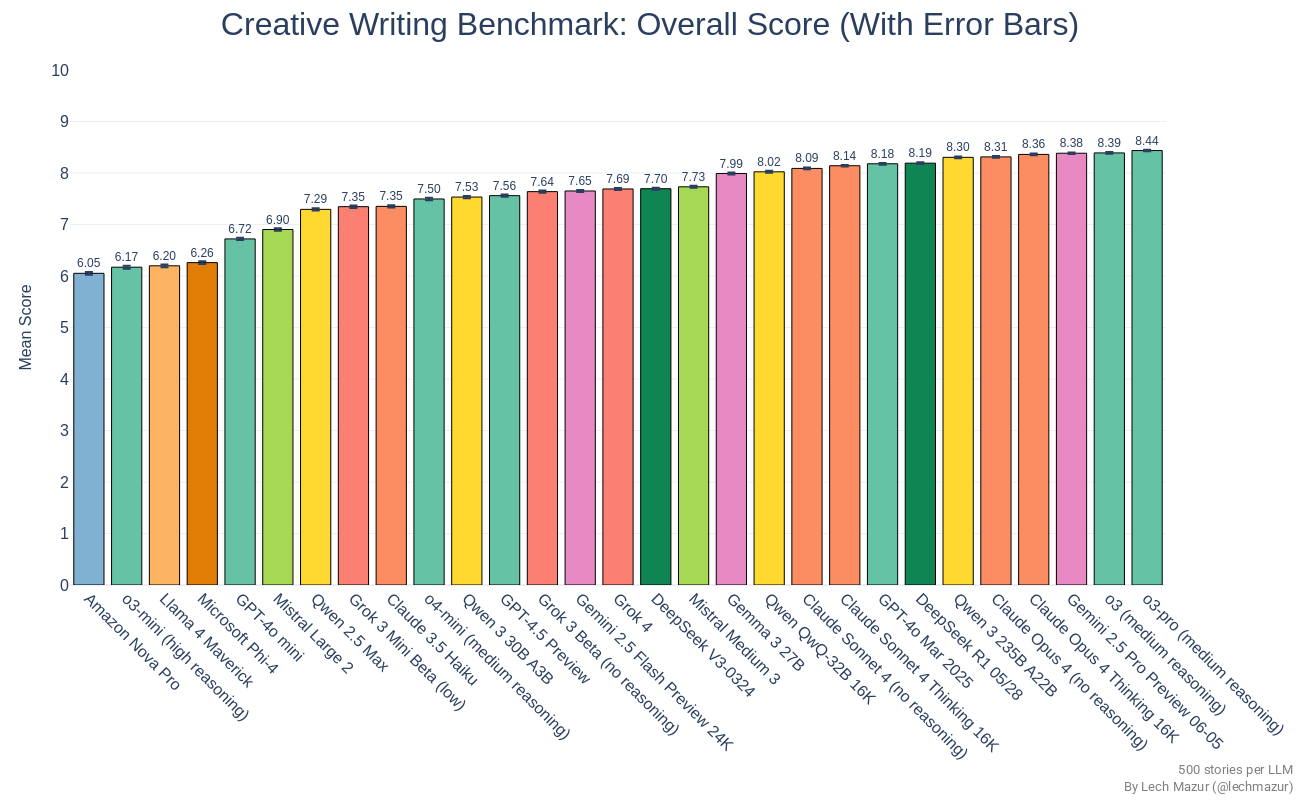 Creative Writing Benchmark: Overall Score (With Error Bars)
10
9
8
7
6
5
4
3
2
1
0
Mean Score
6.05
6.17
6.20
6.26
6.72
6.90
7.29
7.35
7.35
7.50
7.53
7.56
7.64
7.65
7.69
7.70
7.73
7.99
8.02
8.09
8.14
8.18
8.19
8.30
8.31
8.36
8.38
8.39
8.44
Amazon Nova Pro
o3-mini (high reasoning)
Llama 4 Maverick
Microsoft Phi-4
GPT-4o mini
Mistral Large 2
Qwen 2.5 Max
Grok 3 Mini Beta (low)
Claude 3.5 Haiku
o4-mini (medium reasoning)
Qwen 3 30B A3B
GPT-4.5 Preview
Grok 3 Beta (no reasoning)
Gemini 2.5 Flash Preview 24K
Grok 4
DeepSeek V3-0324
Mistral Medium 3
Gemma 3 27B
Qwen QwQ-32B 16K
Claude Sonnet 4 (no reasoning)
Claude Sonnet 4 Thinking 16K
GPT-4o Mar 2025
DeepSeek R1 05/28
Qwen 3 235B A22B
Claude Opus 4 (no reasoning)
Claude Opus 4 Thinking 16K
Gemini 2.5 Pro Preview 06-05
o3 (medium reasoning)
o3-pro (medium reasoning)
500 stories per LLM
By Lech Mazur (@lechmazur)